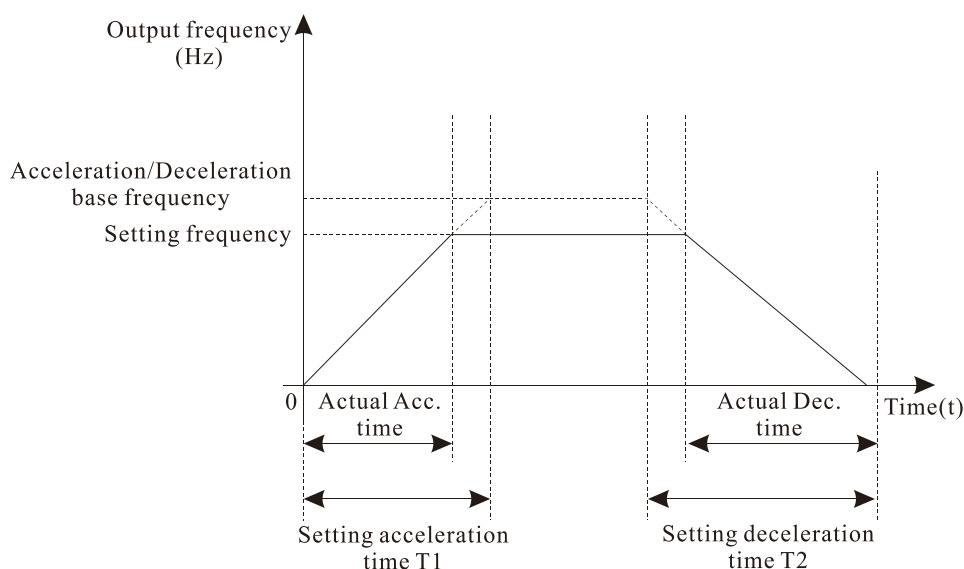 Output frequency
(Hz)
Acceleration/Deceleration
base frequency
Setting frequency
0
Actual Acc.
time
Actual Dec.
time
Time(t)
Setting acceleration
time T1
Setting deceleration
time T2